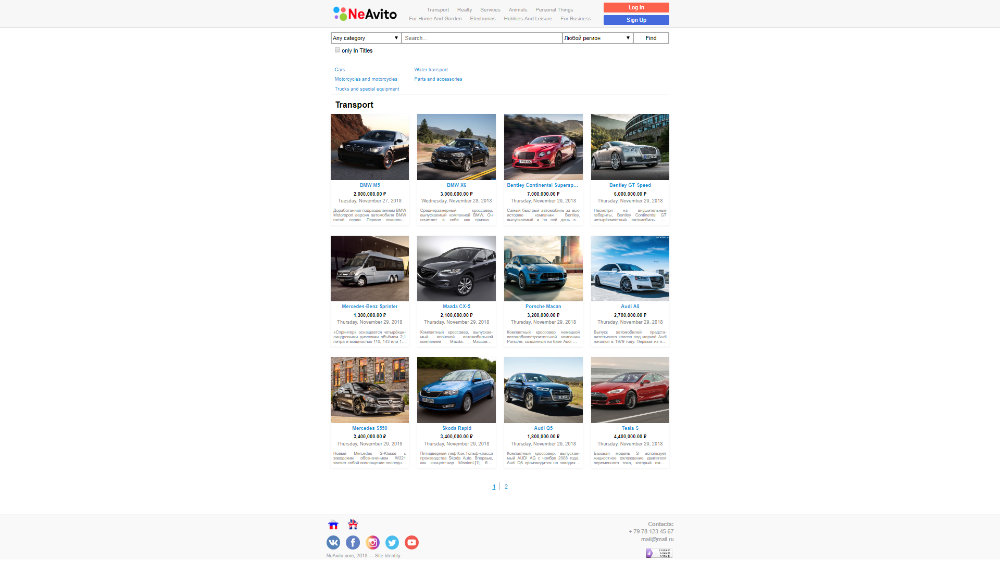 NeAvito
Transport Realty Services Animals Personal Things
For Home And Garden Electronics Hobbies And Leisure For Business
Log In
Sign Up
Any category
Search...
Любой регион
Find
only In Titles
Cars
Water transport
Motorcycles and motorcycles
Parts and accessories
Trucks and special equipment
Transport
BMW M5
2,000,000.00 ₽
Tuesday, November 27, 2018
Доработанная подразделением BMW
Motorsport версия автомобиля BMW
пятой серии. Первое поколен...
BMW X6
3,000,000.00 ₽
Wednesday, November 28, 2018
Среднеразмерный кроссовер,
выпускаемый компанией BMW. Он
сочетает в себе как призна...
Bentley Continental Supersp...
7,000,000.00 ₽
Thursday, November 29, 2018
Самый быстрый автомобиль за всю
историю компании Bentley,
выпускаемый и по сей день э...
Bentley GT Speed
6,000,000.00 ₽
Thursday, November 29, 2018
Несмотря на внушительные
габариты, Bentley Continental GT
четырёхместный автомобиль. ...
Mercedes-Benz Sprinter
1,300,000.00 ₽
Thursday, November 29, 2018
«Спринтер» оснащается четырёхци-
линдровыми дизелями объёмом 2,1
литра и мощностью 110, 143 или 1...
Mazda CX-5
2,100,000.00 ₽
Thursday, November 29, 2018
Компактный кроссовер, выпускае-
мый японской автомобильной
компанией Mazda. Массов...
Porsche Macan
3,200,000.00 ₽
Thursday, November 29, 2018
Компактный кроссовер немецкой
автомобилестроительной компании
Porsche, созданный на базе Audi ...
Audi A8
2,700,000.00 ₽
Thursday, November 29, 2018
Выпуск автомобилей предста-
вительского класса под маркой Audi
начался в 1979 году. Первым из н...
Mercedes S550
3,400,000.00 ₽
Thursday, November 29, 2018
Новый Mercedes S-Klasse с
заводским обозначением W221
являет собой воплощение последн...
Škoda Rapid
3,400,000.00 ₽
Thursday, November 29, 2018
Пятидверный лифтбэк Гольф-класса
производства Škoda Auto. Впервые,
как концепт-кар MissionL[1], б...
Audi Q5
1,800,000.00 ₽
Thursday, November 29, 2018
Компактный кроссовер, выпускае-
мый AUDI AG с ноября 2008 года.
Audi Q5 производится на заводах...
Tesla S
4,400,000.00 ₽
Thursday, November 29, 2018
Базовая модель S использует
жидкостное охлаждение двигателя
переменного тока, который им...
1 2
Contacts:
+ 79 78 123 45 67
mail@mail.ru
NeAvito.com, 2018 — Site Identity.